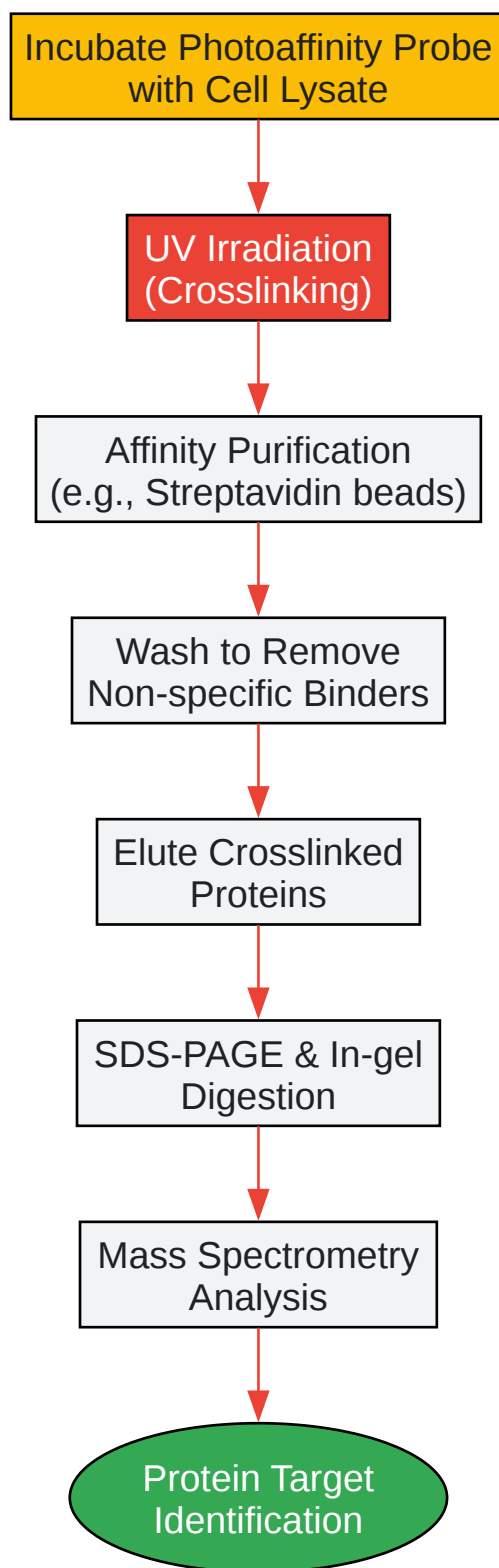 Incubate Photoaffinity Probe
with Cell Lysate
UV Irradiation
(Crosslinking)
Affinity Purification
(e.g., Streptavidin beads)
Wash to Remove
Non-specific Binders
Elute Crosslinked
Proteins
SDS-PAGE & In-gel
Digestion
Mass Spectrometry
Analysis
Protein Target
Identification